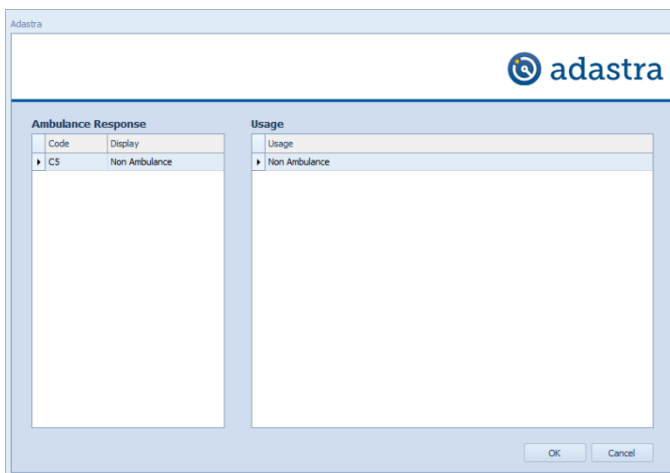 Adastra
adastra
Ambulance Response
Code Display
C5 Non Ambulance
Usage
Usage
Non Ambulance
OK Cancel